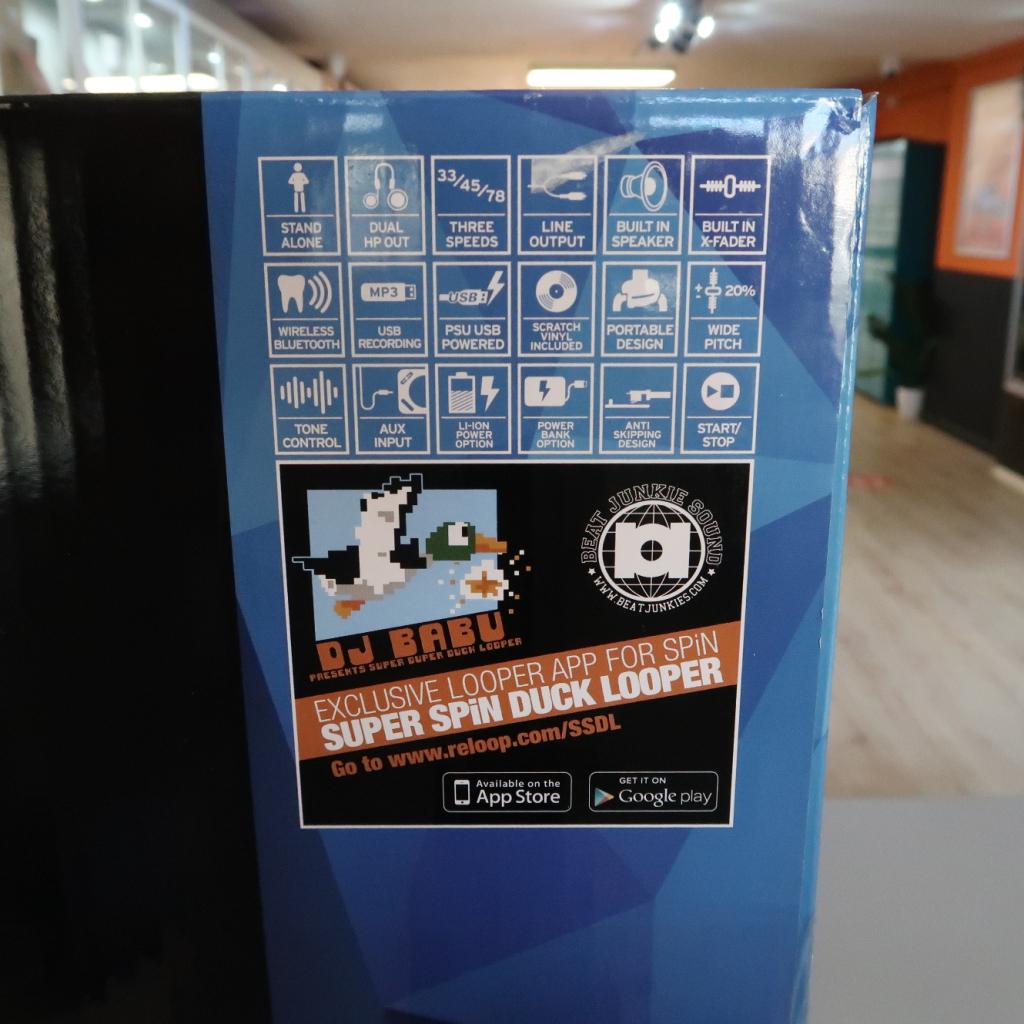 STAND
ALONE
DUAL
HP OUT
33/45/78
THREE
SPEEDS
LINE
OUTPUT
BUILT IN
SPEAKER
BUILT IN
X-FADER
WIRELESS
BLUETOOTH
MP3
USB
RECORDING
USB
PSU USB
POWERED
SCRATCH
VINYL
INCLUDED
PORTABLE
DESIGN
± 20%
WIDE
PITCH
TONE
CONTROL
AUX
INPUT
LI-ION
POWER
OPTION
POWER
BANK
OPTION
ANTI
SKIPPING
DESIGN
START/
STOP
BEAT JUNKIE SOUND
WWW.BEATJUNKIES.COM
DJ BABU
PRESENTS SUPER DUPER DUCK LOOPER
EXCLUSIVE LOOPER APP FOR SPiN
SUPER SPiN DUCK LOOPER
Go to www.reloop.com/SSDL
Available on the
App Store
GET IT ON
Google play